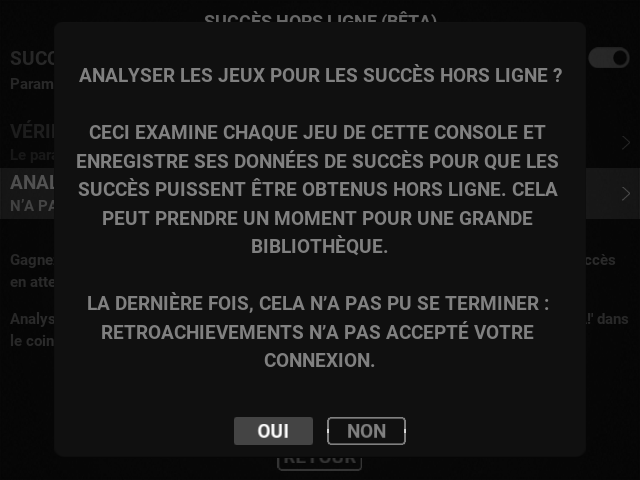 SUCCÈS HORS LIGNE (BÊTA)
ANALYSER LES JEUX POUR LES SUCCÈS HORS LIGNE ?
CECI EXAMINE CHAQUE JEU DE CETTE CONSOLE ET
ENREGISTRE SES DONNÉES DE SUCCÈS POUR QUE LES
SUCCÈS PUISSENT ÊTRE OBTENUS HORS LIGNE. CELA
PEUT PRENDRE UN MOMENT POUR UNE GRANDE
BIBLIOTHÈQUE.
LA DERNIÈRE FOIS, CELA N’A PAS PU SE TERMINER :
RETROACHIEVEMENTS N’A PAS ACCEPTÉ VOTRE
CONNEXION.
OUI NON
RETOUR